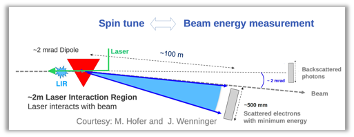 Spin tune Beam energy measurement
~2 mrad Dipole
Laser
~100 m
LIR
~ 2 mrad
Backscattered
photons
Beam
~2m Laser Interaction Region
Laser interacts with beam
~500 mm
Scattered electrons
with minimum energy
Courtesy: M. Hofer and J. Wenninger